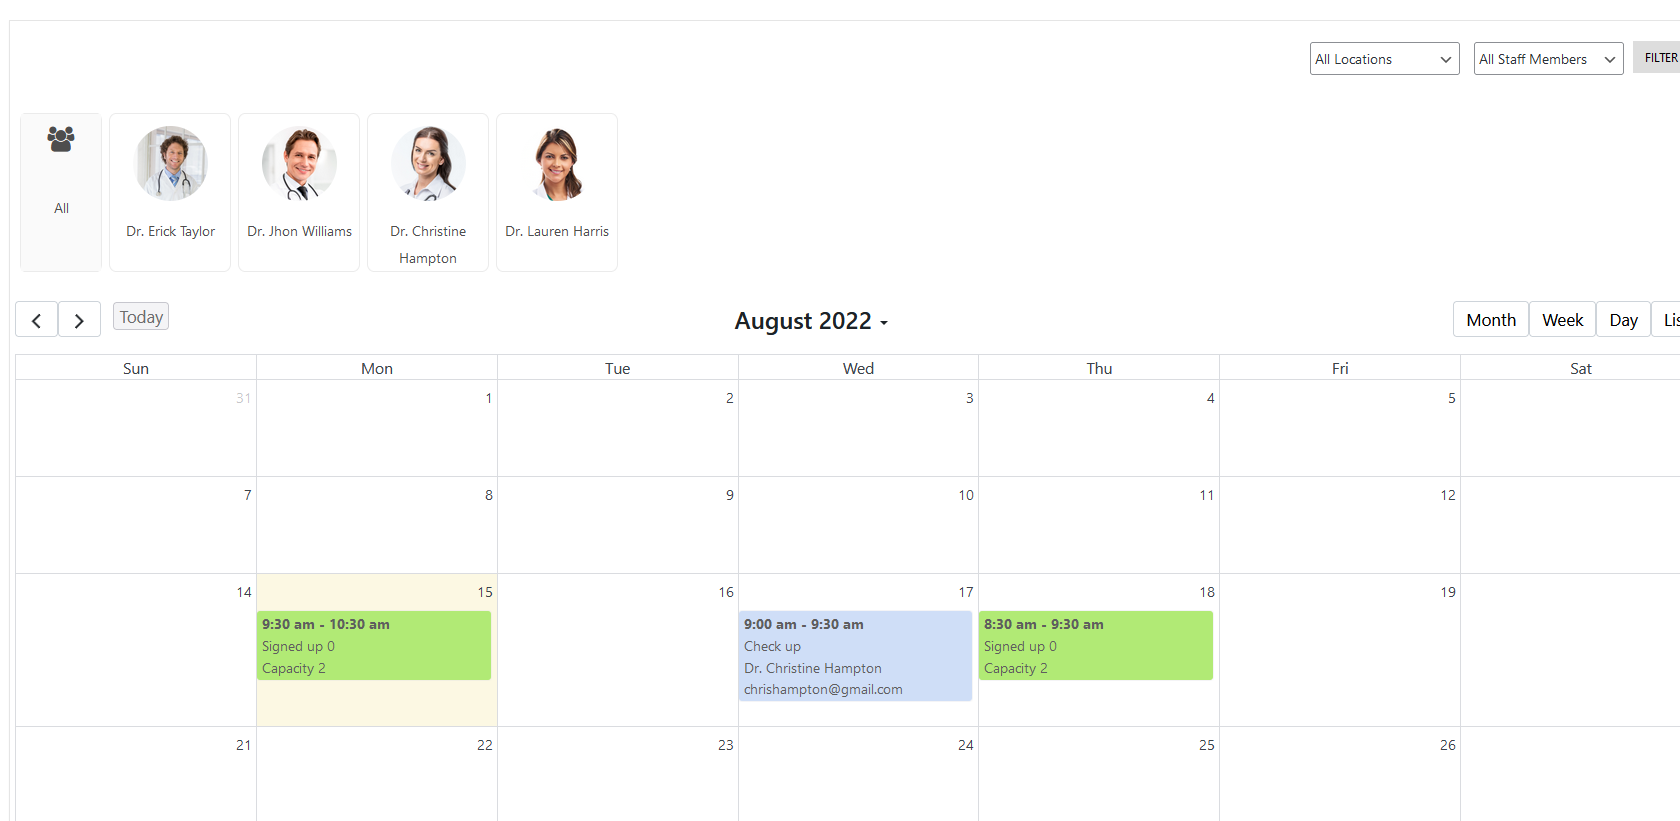 All Locations
All Staff Members
FILTER
All
Dr. Erick Taylor
Dr. Jhon Williams
Dr. Christine
Hampton
Dr. Lauren Harris
Today
August 2022
Month
Week
Day
Lis
Sun
Mon
Tue
Wed
Thu
Fri
Sat
31
1
2
3
4
5
7
8
9
10
11
12
14
15
16
17
18
19
9:30 am - 10:30 am
Signed up 0
Capacity 2
9:00 am - 9:30 am
Check up
Dr. Christine Hampton
chrishampton@gmail.com
8:30 am - 9:30 am
Signed up 0
Capacity 2
21
22
23
24
25
26